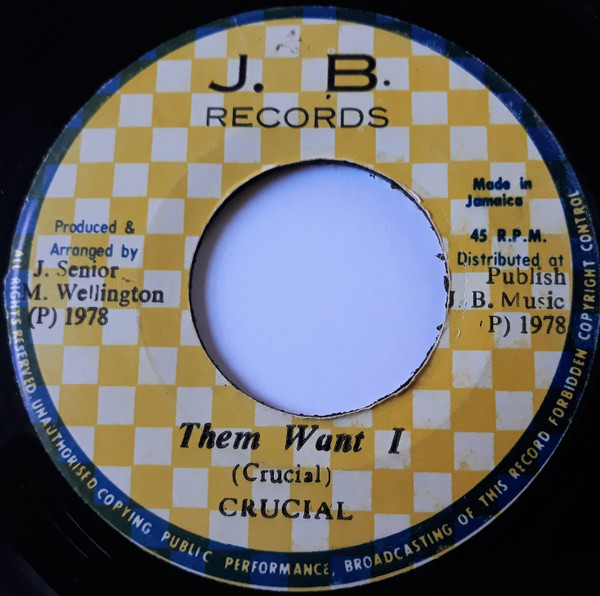 J. B.
RECORDS
Produced &
Arranged by
J. Senior
M. Wellington
(P) 1978
Made in
Jamaica
45 R.P.M.
Distributed at
Publish
J. B. Music
P) 1978
Them Want I
(Crucial)
CRUCIAL
ALL RIGHTS RESERVED. UNAUTHORISED COPYING PUBLIC PERFORMANCE, BROADCASTING OF THIS RECORD FORBIDDEN COPYRIGHT CONTROL